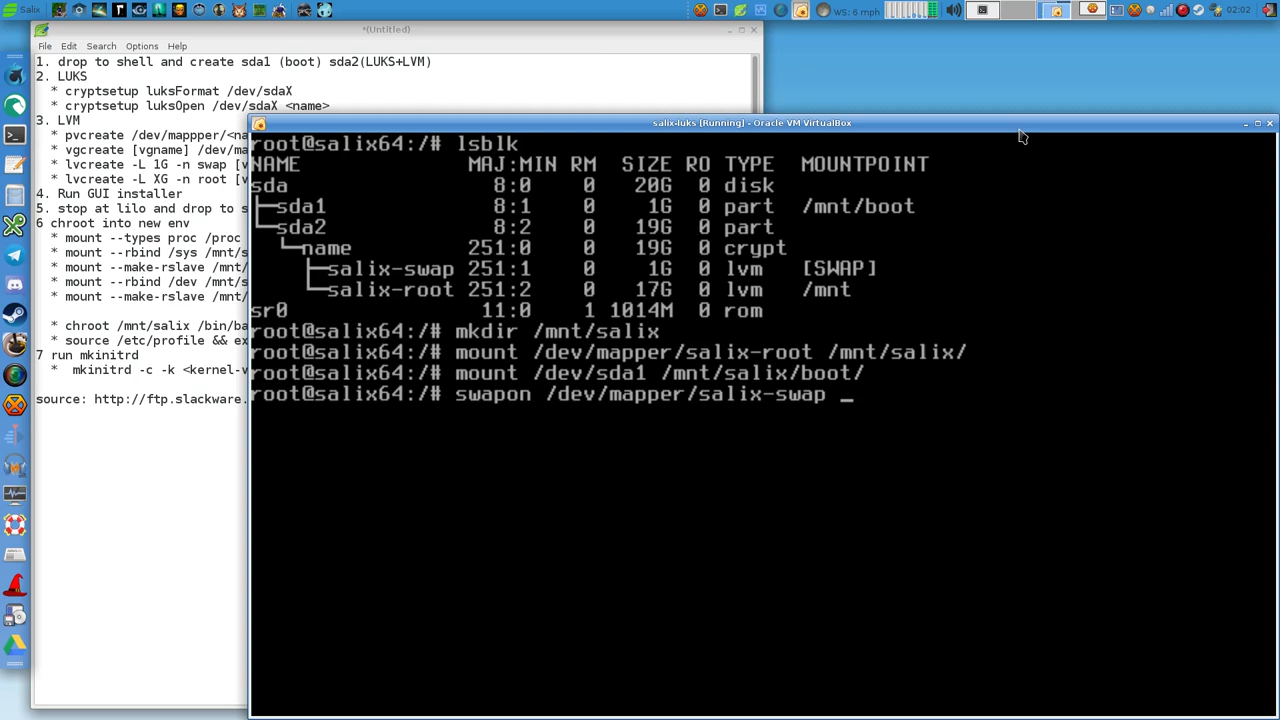 Salix
WS: 6 mph
02:02
*(Untitled)
File Edit Search Options Help
1. drop to shell and create sda1 (boot) sda2(LUKS+LVM)
2. LUKS
* cryptsetup luksFormat /dev/sdaX
* cryptsetup luksOpen /dev/sdaX <name>
3. LVM
* pvcreate /dev/mappper/<na
* vgcreate [vgname] /dev/ma
* lvcreate -L 1G -n swap [v
* lvcreate -L XG -n root [v
4. Run GUI installer
5. stop at lilo and drop to s
6 chroot into new env
* mount --types proc /proc
* mount --rbind /sys /mnt/s
* mount --make-rslave /mnt/
* mount --rbind /dev /mnt/s
* mount --make-rslave /mnt/
* chroot /mnt/salix /bin/ba
* source /etc/profile && ex
7 run mkinitrd
* mkinitrd -c -k <kernel-v
source: http://ftp.slackware.
salix-luks [Running] - Oracle VM VirtualBox
root@salix64:/# lsblk
NAME MAJ:MIN RM SIZE RO TYPE MOUNTPOINT
sda 8:0 0 20G 0 disk
├─sda1 8:1 0 1G 0 part /mnt/boot
└─sda2 8:2 0 19G 0 part
└─name 251:0 0 19G 0 crypt
├─salix-swap 251:1 0 1G 0 lvm [SWAP]
└─salix-root 251:2 0 17G 0 lvm /mnt
sr0 11:0 1 1014M 0 rom
root@salix64:/# mkdir /mnt/salix
root@salix64:/# mount /dev/mapper/salix-root /mnt/salix/
root@salix64:/# mount /dev/sda1 /mnt/salix/boot/
root@salix64:/# swapon /dev/mapper/salix-swap _